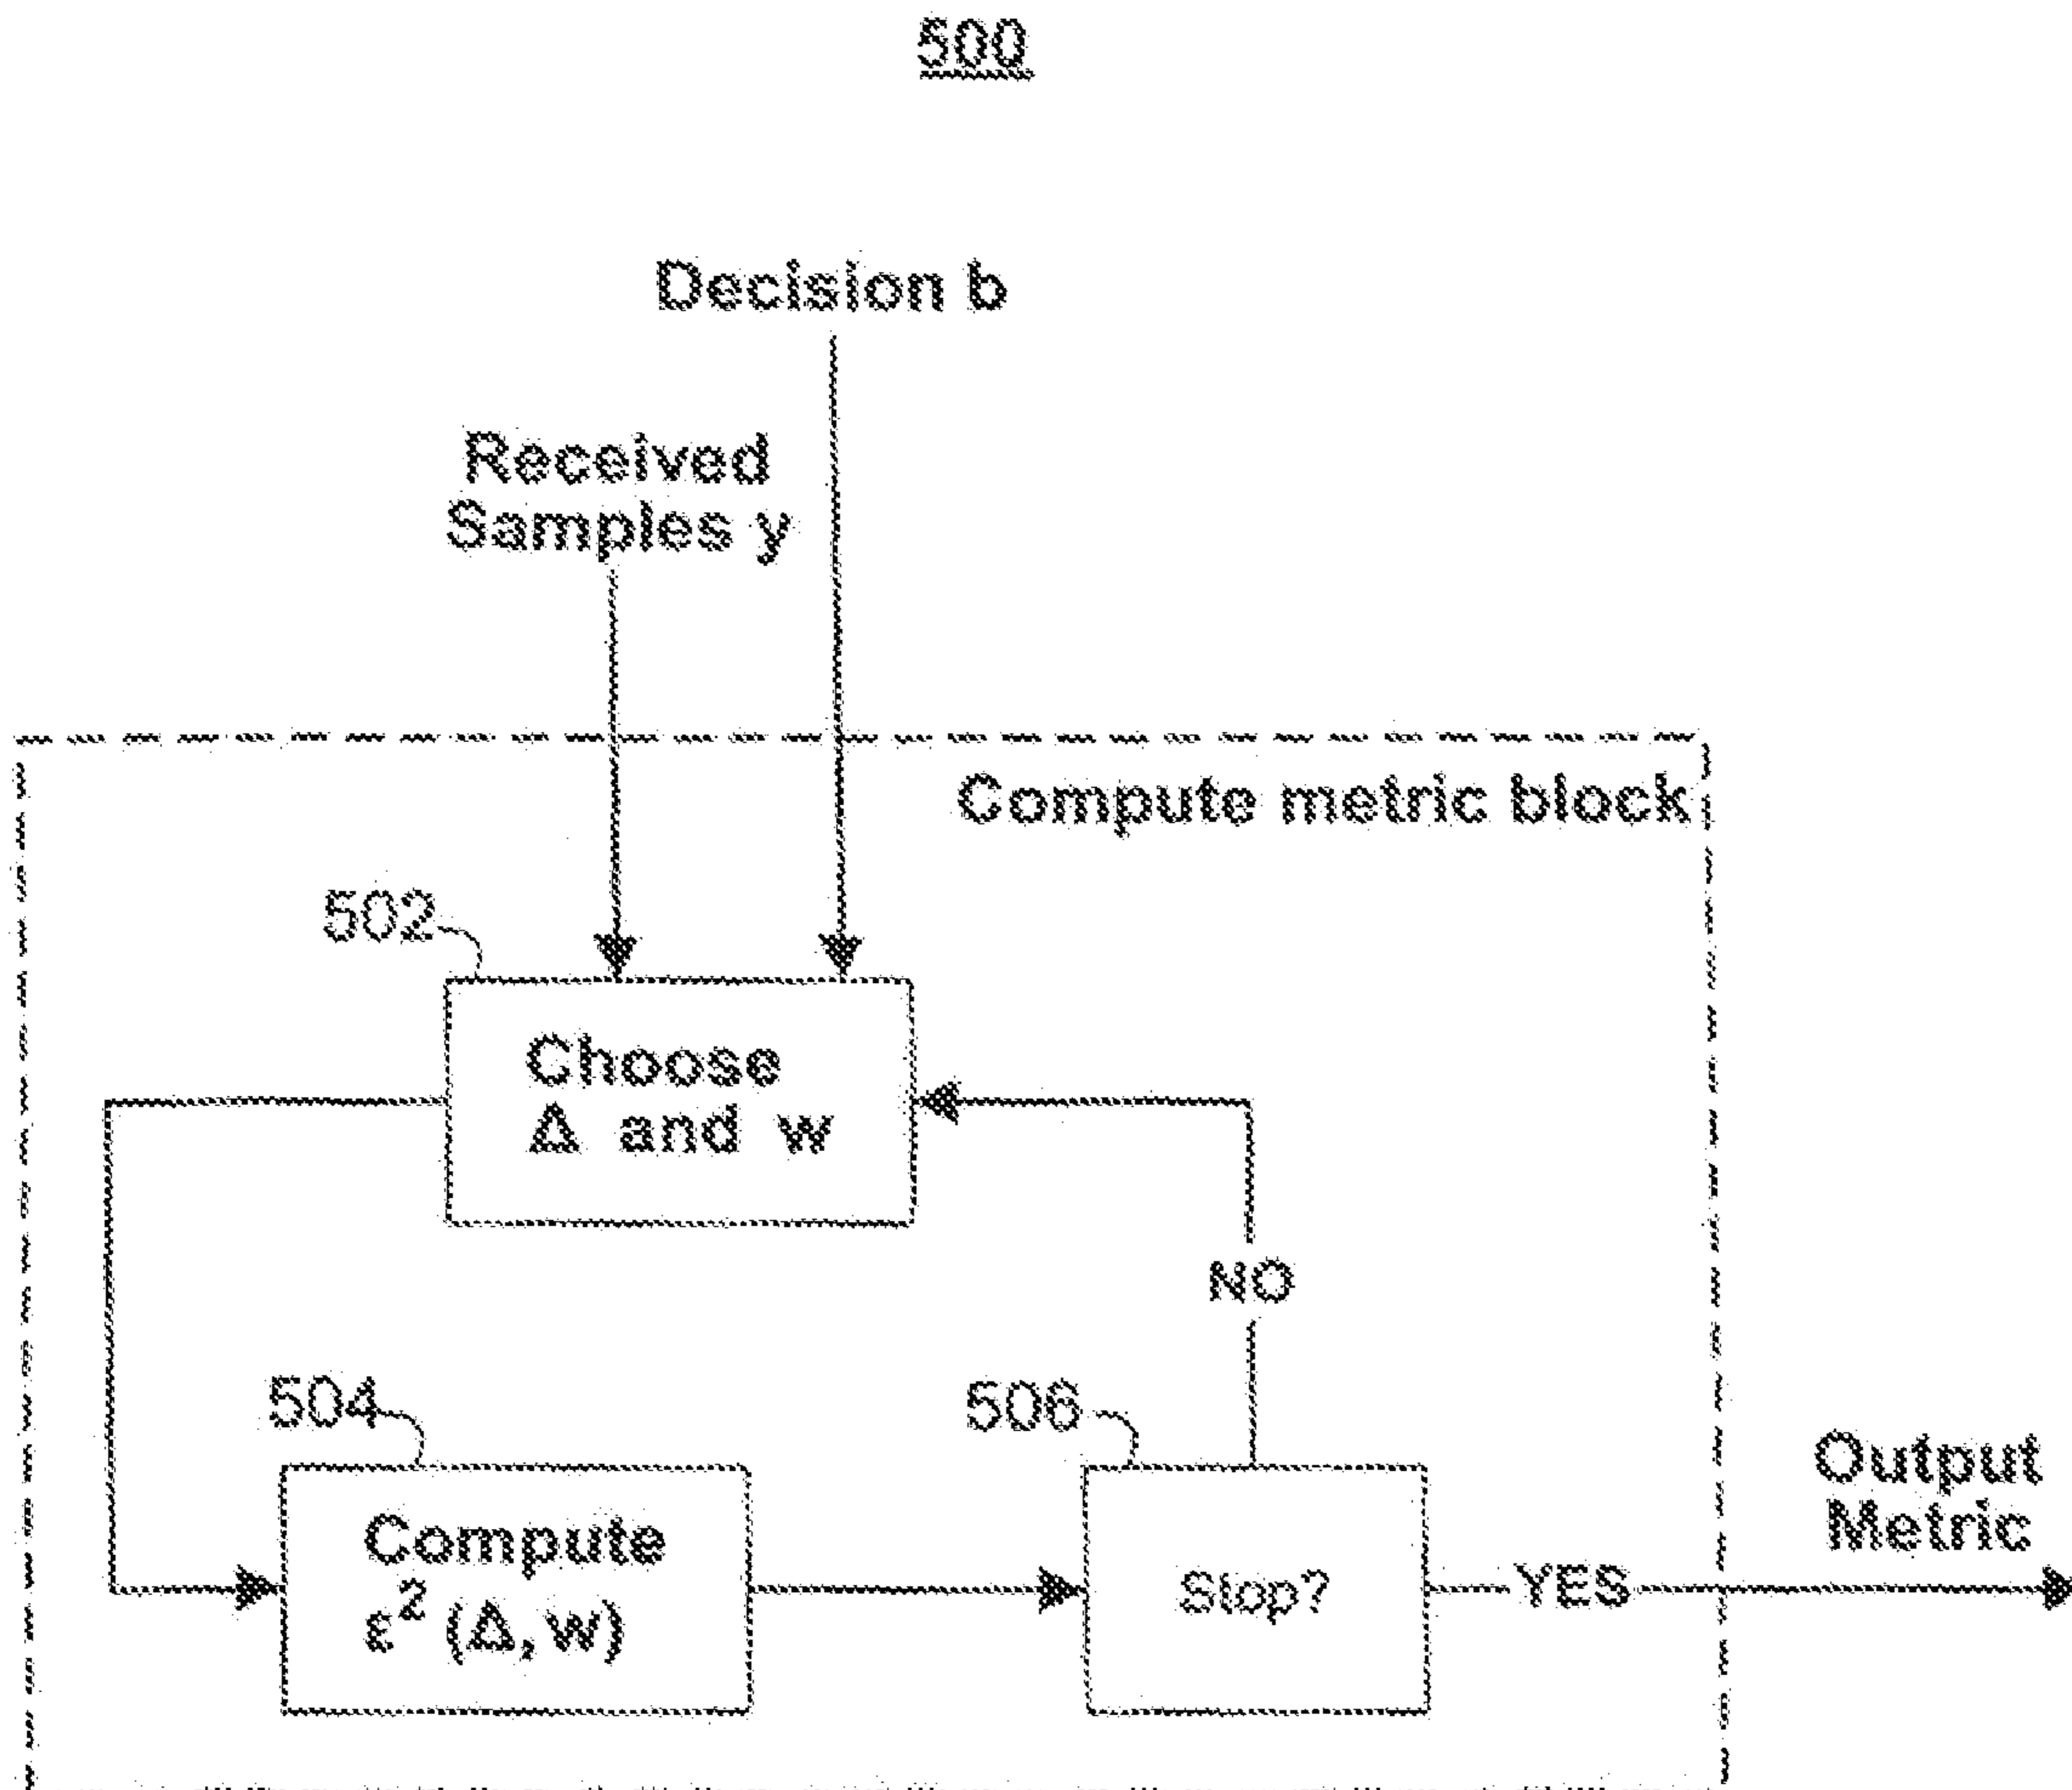 500
Decision b
Received
Samples y
Compute metric block
502
Choose
Δ and w
NO
504
506
Compute
ε² (Δ, w)
Stop?
YES
Output
Metric